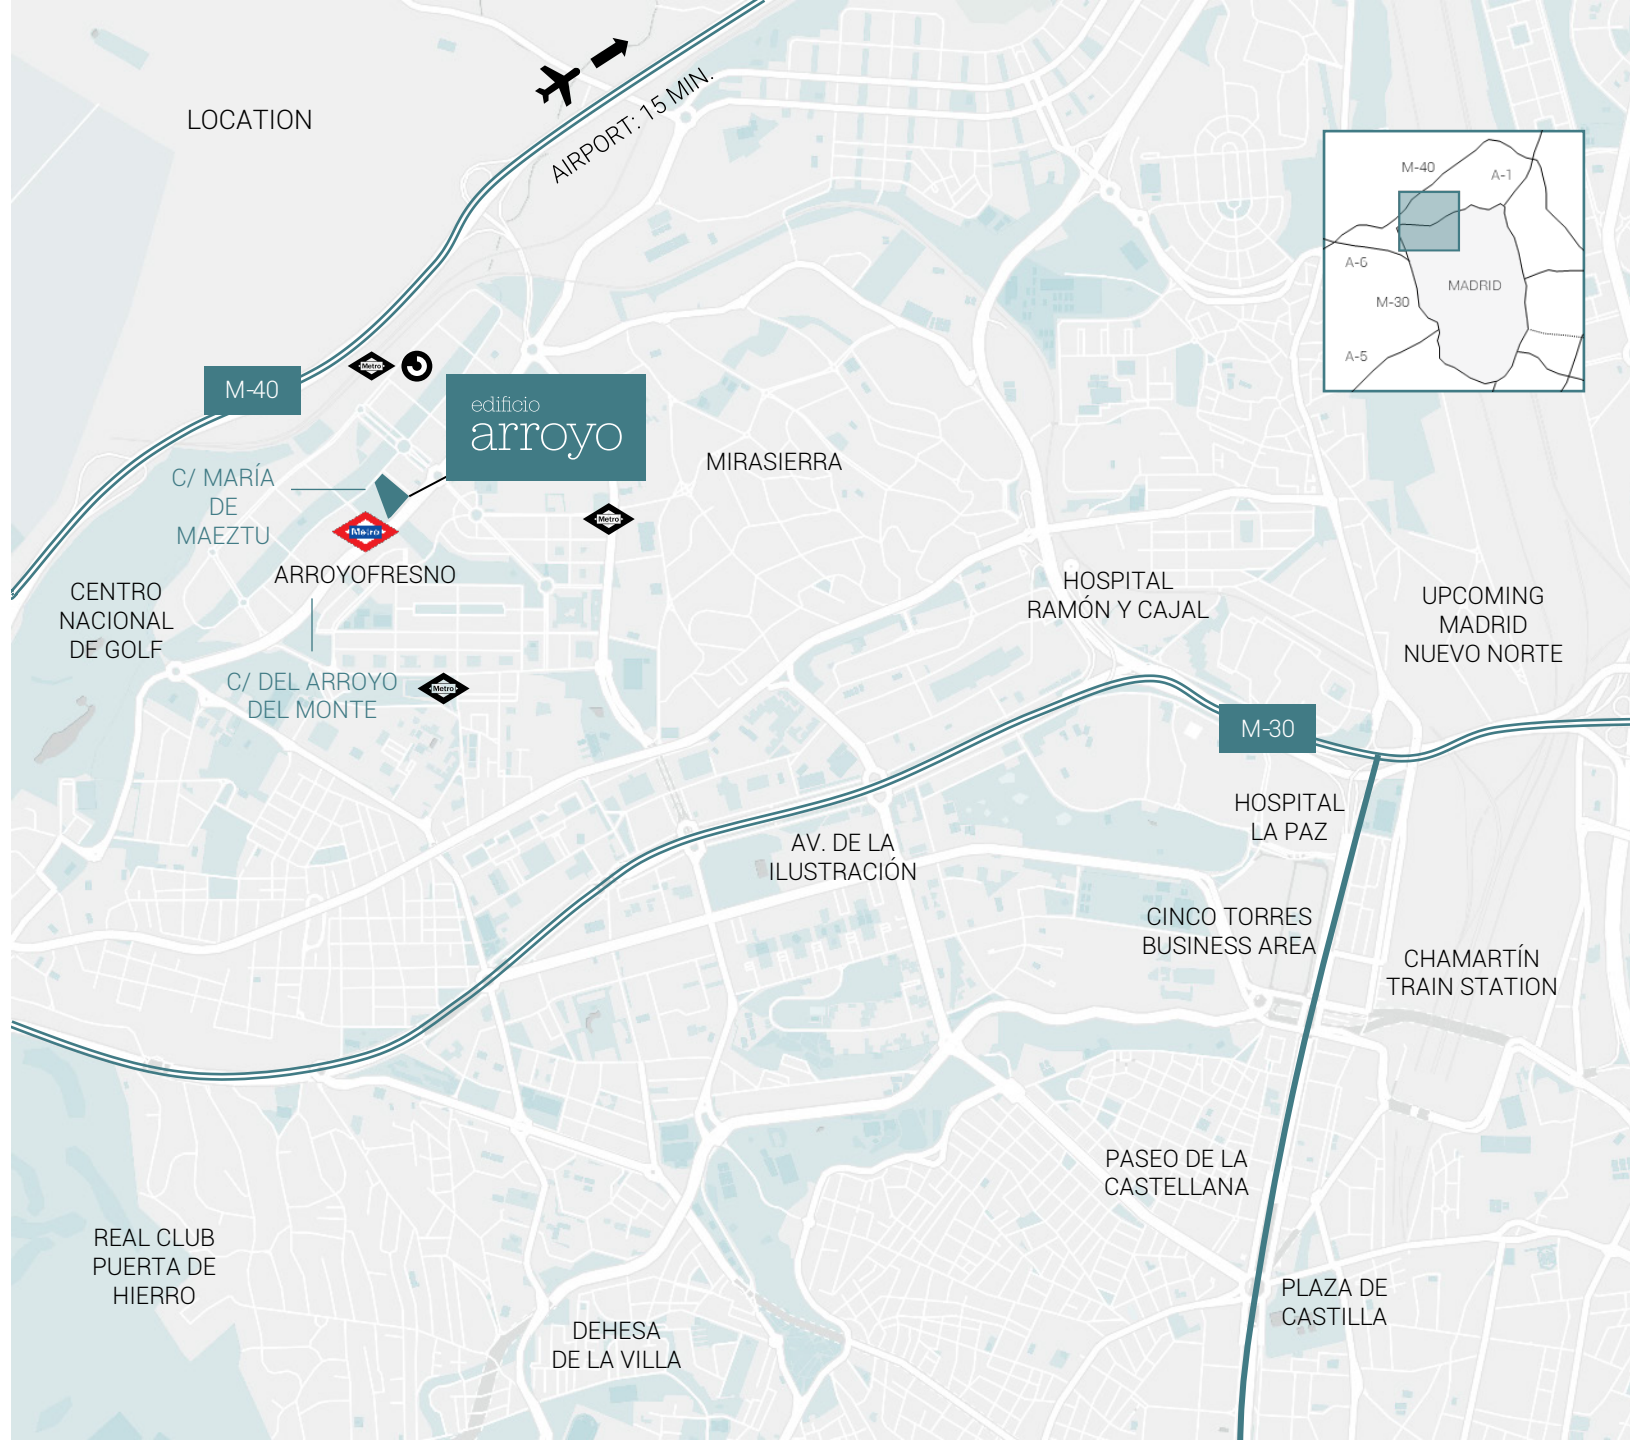 LOCATION
AIRPORT: 15 MIN.
M-40
A-1
A-6
MADRID
M-30
A-5
Metro
M-40
edificio
arroyo
MIRASIERRA
C/ MARÍA
DE
MAEZTU
Metro
Metro
ARROYOFRESNO
CENTRO
NACIONAL
DE GOLF
HOSPITAL
RAMÓN Y CAJAL
UPCOMING
MADRID
NUEVO NORTE
C/ DEL ARROYO
DEL MONTE
Metro
M-30
HOSPITAL
LA PAZ
AV. DE LA
ILUSTRACIÓN
CINCO TORRES
BUSINESS AREA
CHAMARTÍN
TRAIN STATION
PASEO DE LA
CASTELLANA
REAL CLUB
PUERTA DE
HIERRO
PLAZA DE
CASTILLA
DEHESA
DE LA VILLA